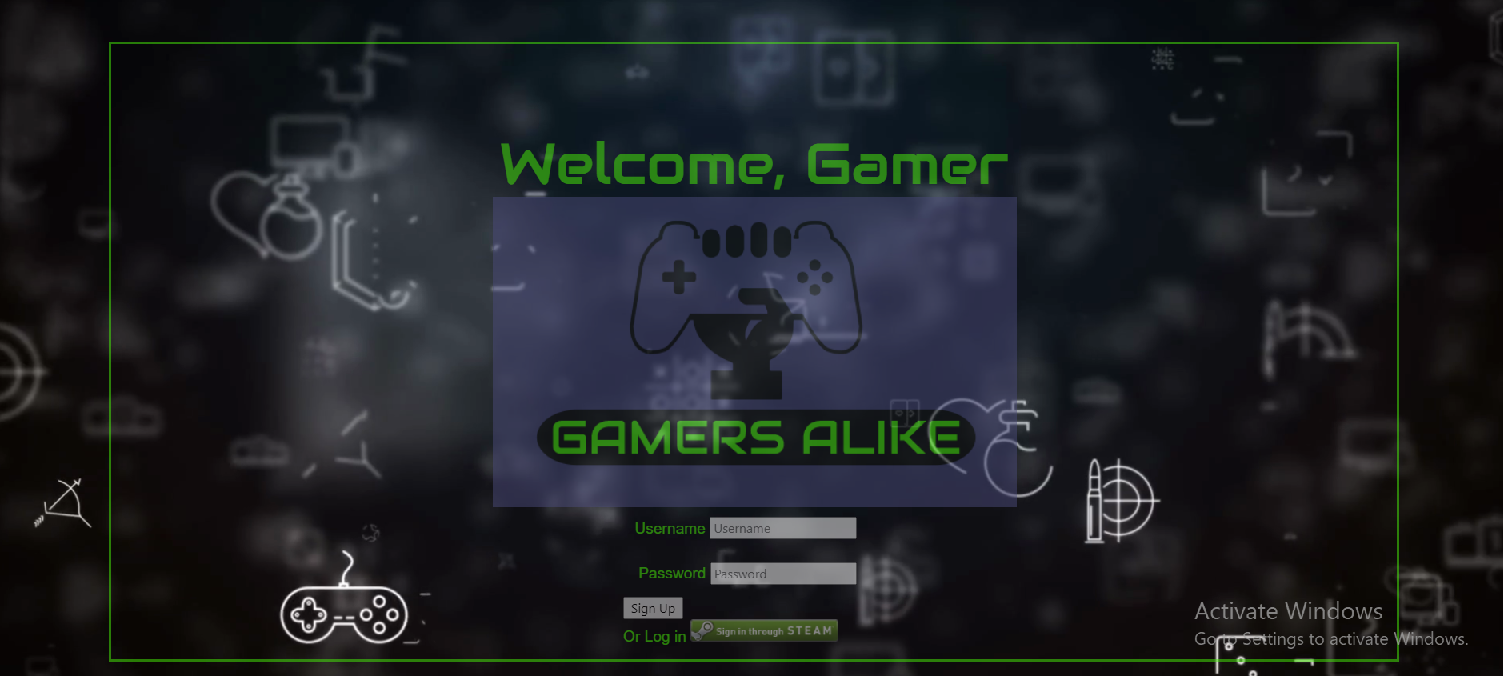 Welcome, Gamer
GAMERS ALIKE
Username Username
Password Password
Sign Up
Or Log in Sign in through STEAM
Activate Windows
Go to Settings to activate Windows.